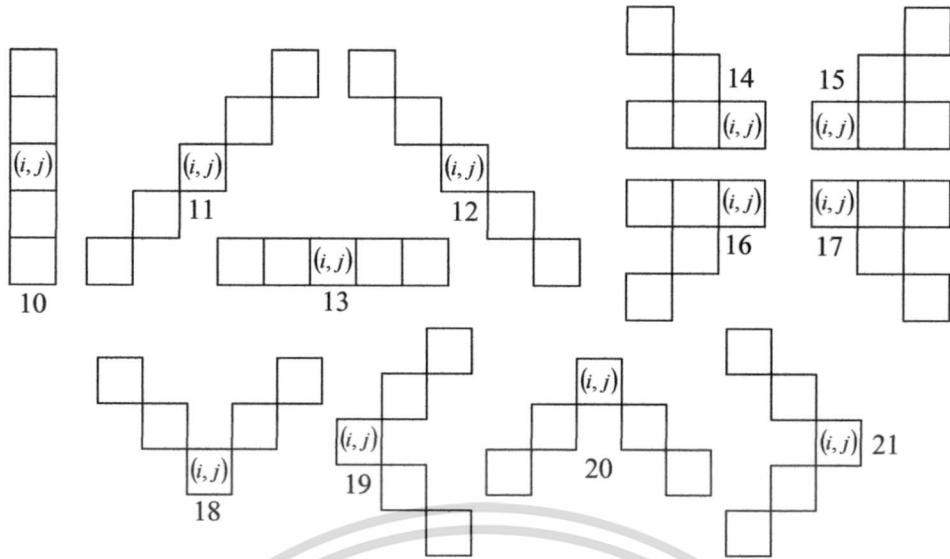 14
15
(i, j)
(i, j)
(i, j)
(i, j)
(i, j)
11
12
(i, j)
(i, j)
16
17
(i, j)
10
13
(i, j)
(i, j)
(i, j)
(i, j)
21
19
20
18